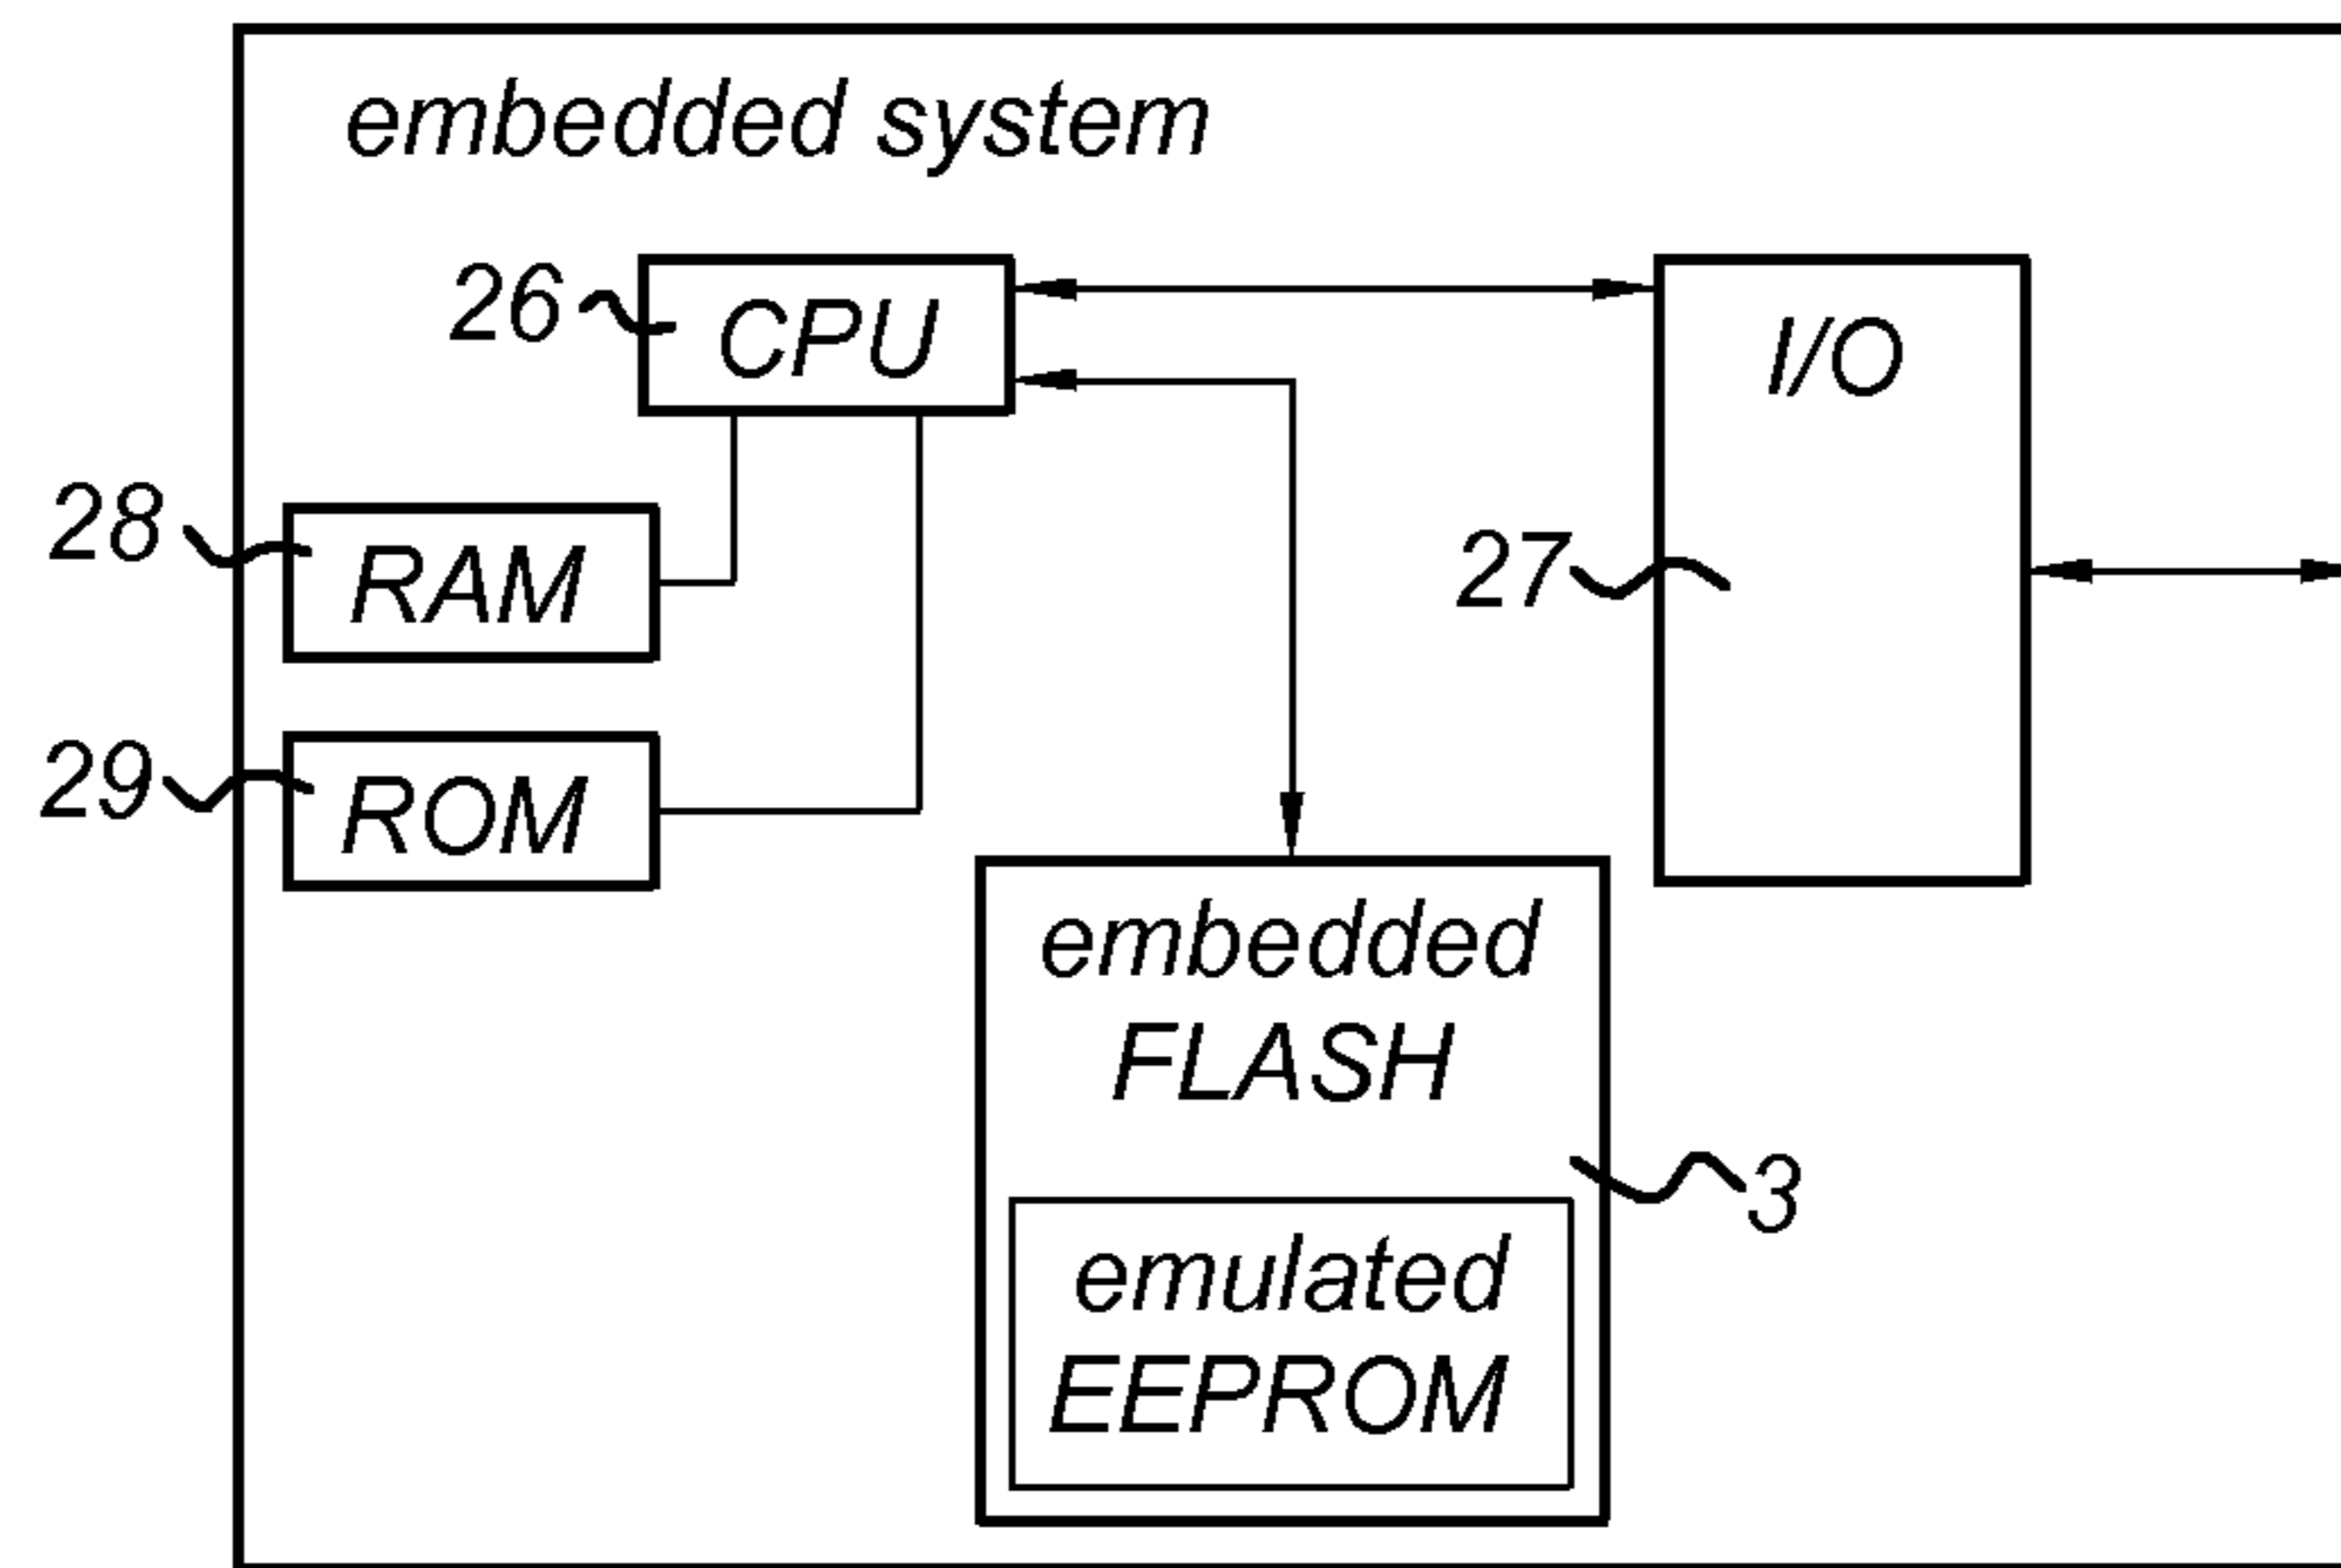 embedded system
26
CPU
I/O
28
RAM
27
29
ROM
embedded
FLASH
3
emulated
EEPROM